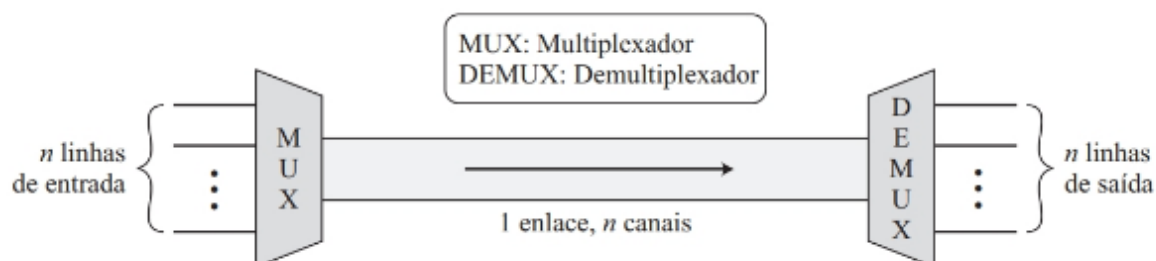 MUX: Multiplexador
DEMUX: Demultiplexador
n linhas
de entrada
M
U
X
1 enlace, n canais
D
E
M
U
X
n linhas
de saída